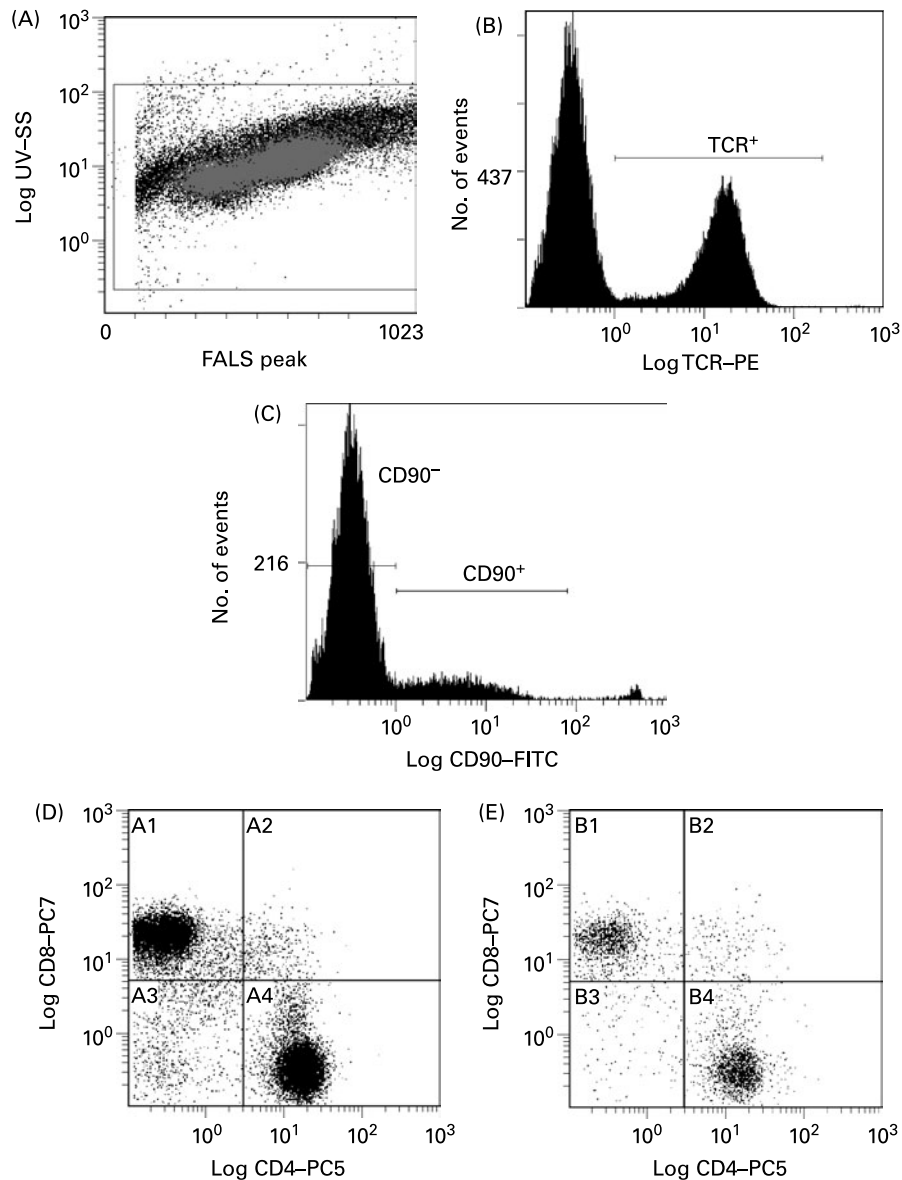 (A)
10³
10²
10¹
10⁰
Log UV–SS
0
1023
FALS peak
(B)
No. of events
437
TCR⁺
10⁰ 10¹ 10² 10³
Log TCR–PE
(C)
No. of events
216
CD90⁻
CD90⁺
10⁰ 10¹ 10² 10³
Log CD90–FITC
(D)
10³
10²
10¹
10⁰
Log CD8–PC7
A1 A2
A3 A4
10⁰ 10¹ 10² 10³
Log CD4–PC5
(E)
10³
10²
10¹
10⁰
Log CD8–PC7
B1 B2
B3 B4
10⁰ 10¹ 10² 10³
Log CD4–PC5